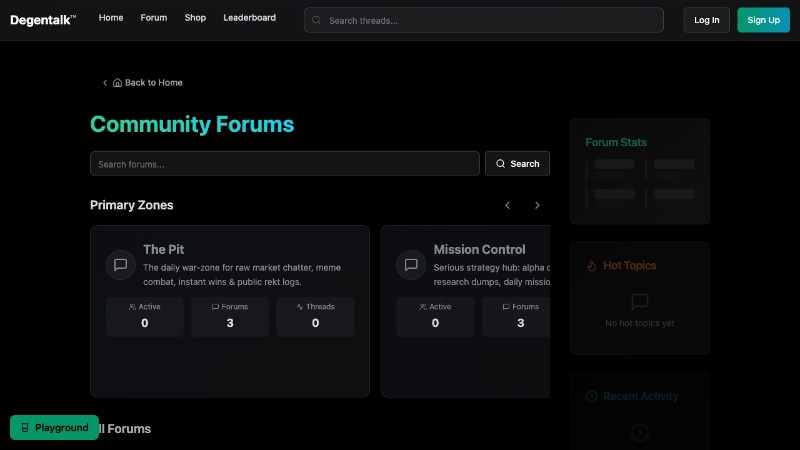 Degentalk™
Home
Forum
Shop
Leaderboard
Search threads...
Log In
Sign Up
Back to Home
Community Forums
Search forums...
Search
Primary Zones
The Pit
The daily war-zone for raw market chatter, meme
combat, instant wins & public rekt logs.
Active
0
Forums
3
Threads
0
Mission Control
Serious strategy hub: alpha
research dumps, daily missio
Active
0
Forums
3
Forum Stats
Hot Topics
No hot topics yet
Recent Activity
Playground
ll Forums